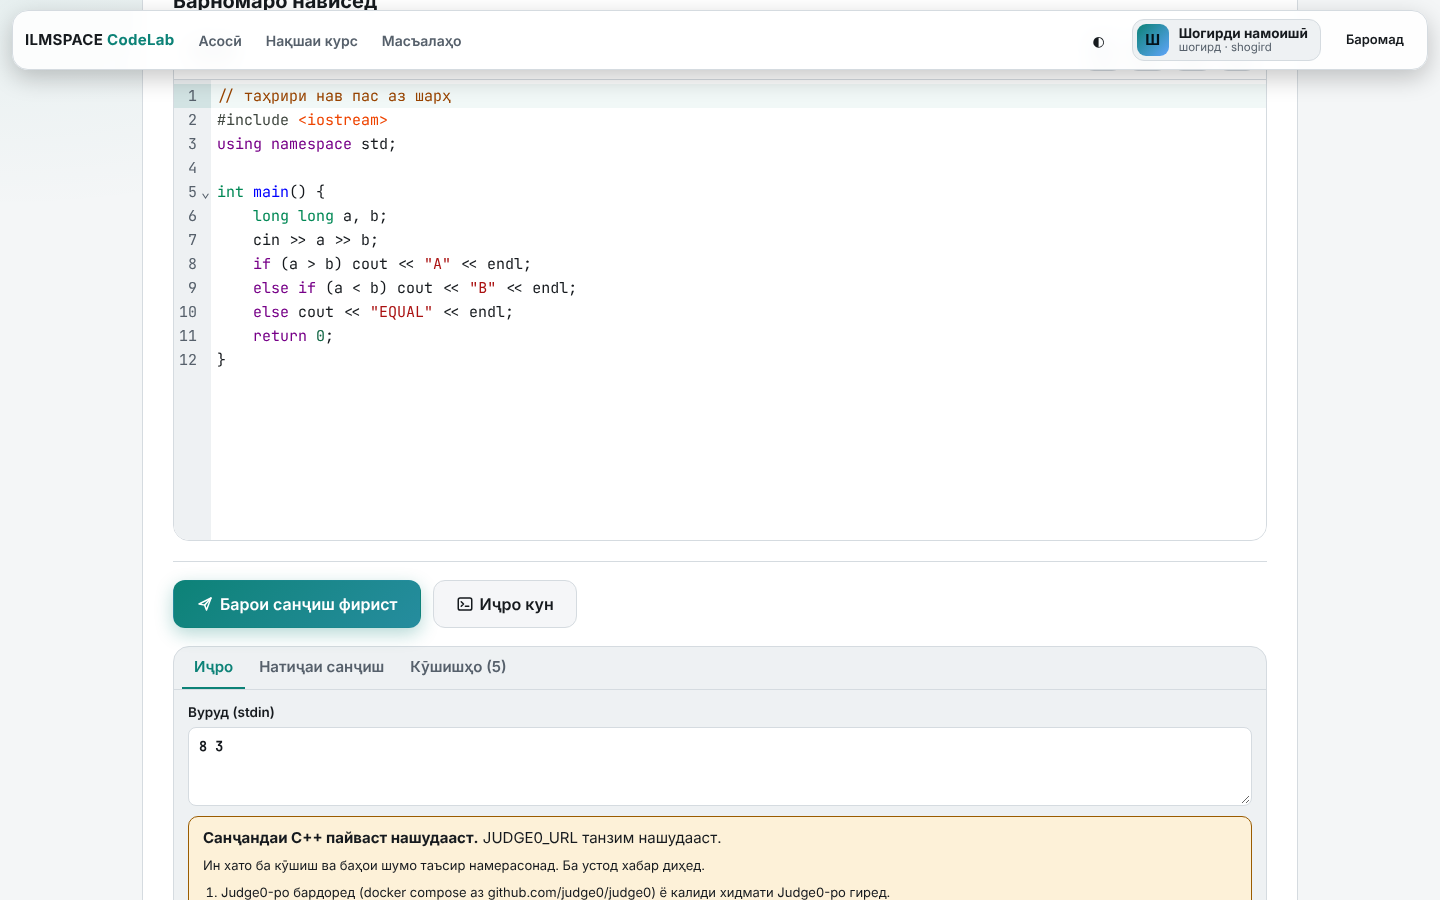 Барномаро нависед
ILMSPACE CodeLab
Асосӣ
Нақшаи курс
Масъалаҳо
Ш
Шогирди намоишӣ
шогирд · shogird
Баромад
1 // таҳрири нав пас аз шарҳ
2 #include <iostream>
3 using namespace std;
4
5 int main() {
6 long long a, b;
7 cin >> a >> b;
8 if (a > b) cout << "A" << endl;
9 else if (a < b) cout << "B" << endl;
10 else cout << "EQUAL" << endl;
11 return 0;
12 }
Барои санҷиш фирист
Иҷро кун
Иҷро
Натиҷаи санҷиш
Кӯшишҳо (5)
Вуруд (stdin)
8 3
Санҷандаи C++ пайваст нашудааст. JUDGE0_URL танзим нашудааст.
Ин хато ба кӯшиш ва баҳои шумо таъсир намерасонад. Ба устод хабар диҳед.
1. Judge0-ро бардоред (docker compose аз github.com/judge0/judge0) ё калиди хидмати Judge0-ро гиред.